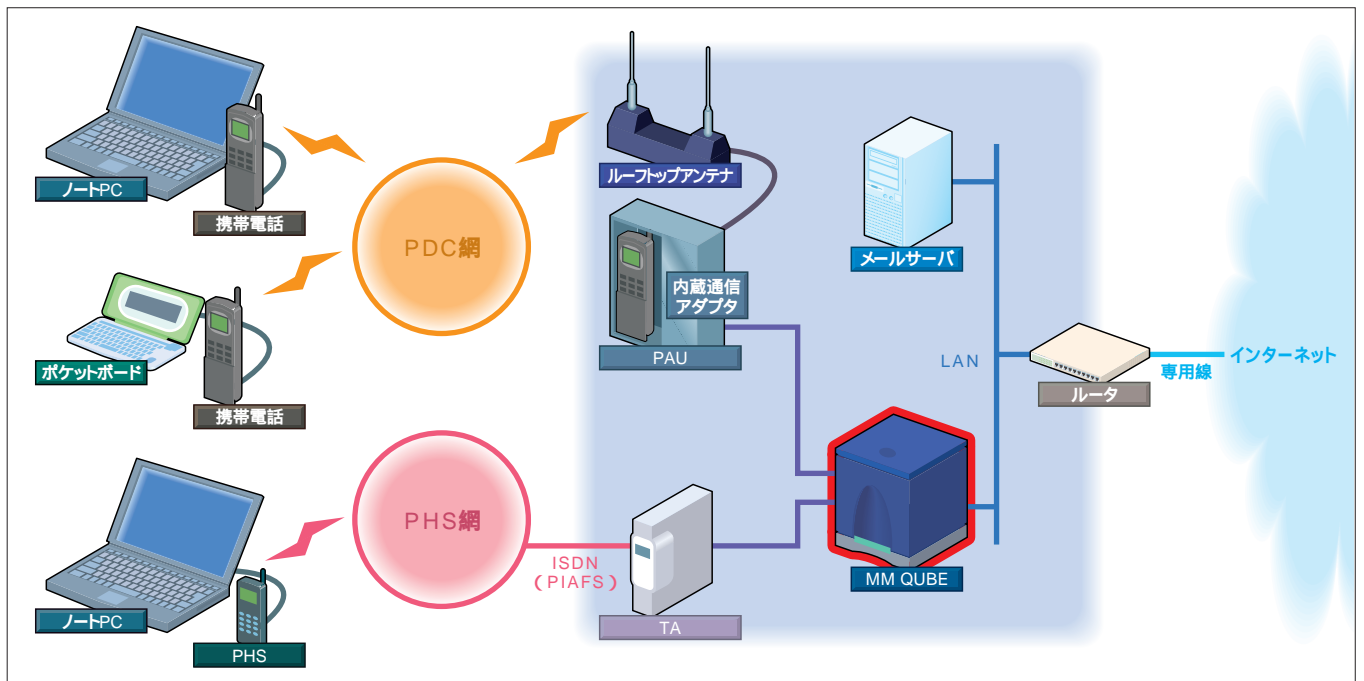 ノートPC
携帯電話
ポケットボード
携帯電話
ノートPC
PHS
PDC網
PHS網
ISDN
(PIAFS)
ルーフトップアンテナ
内蔵通信
アダプタ
PAU
TA
メールサーバ
MM QUBE
LAN
ルータ
専用線
インターネット